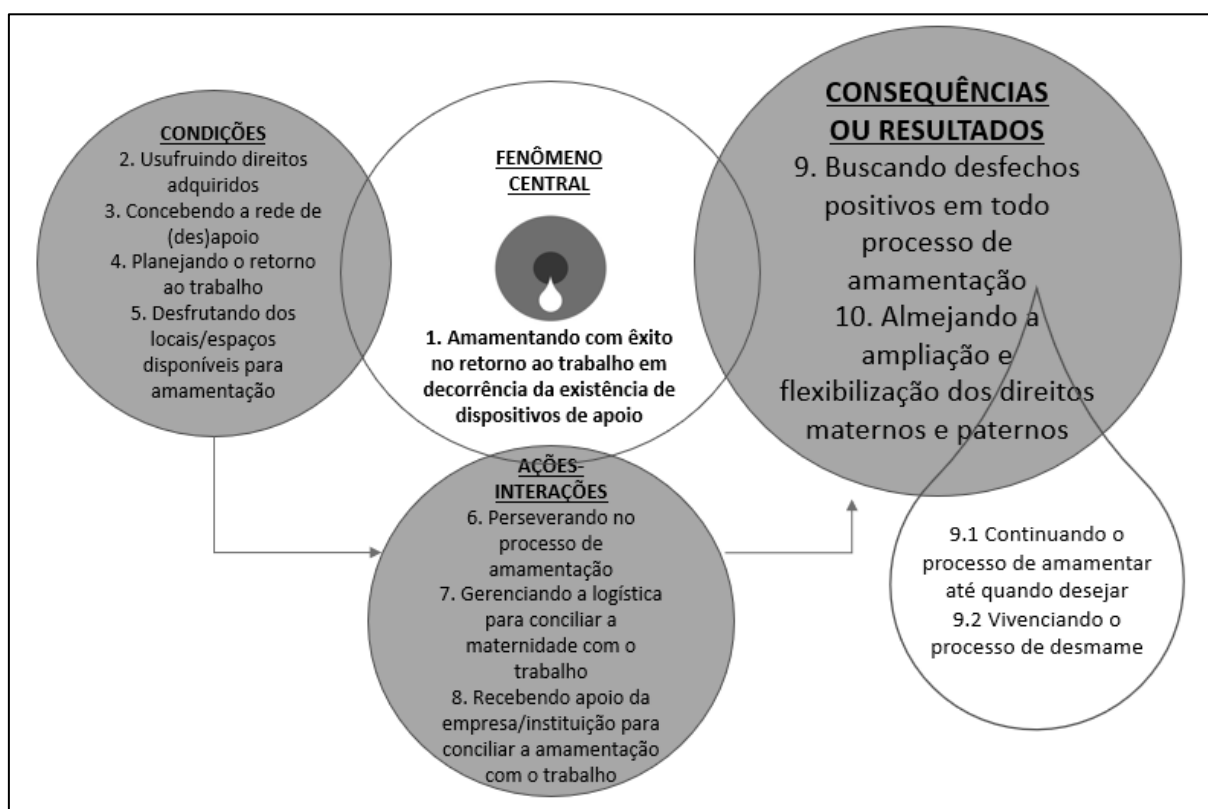 CONDIÇÕES
2. Usufruindo direitos
adquiridos
3. Concebendo a rede de
(des)apoio
4. Planejando o retorno
ao trabalho
5. Desfrutando dos
locais/espaços
disponíveis para
amamentação
FENÔMENO
CENTRAL
1. Amamentando com êxito
no retorno ao trabalho em
decorrência da existência de
dispositivos de apoio
AÇÕES-
INTERAÇÕES
6. Perseverando no
processo de
amamentação
7. Gerenciando a logística
para conciliar a
maternidade com o
trabalho
8. Recebendo apoio da
empresa/instituição para
conciliar a amamentação
com o trabalho
CONSEQUÊNCIAS
OU RESULTADOS
9. Buscando desfechos
positivos em todo
processo de
amamentação
10. Almejando a
ampliação e
flexibilização dos direitos
maternos e paternos
9.1 Continuando o
processo de amamentar
até quando desejar
9.2 Vivenciando o
processo de desmame